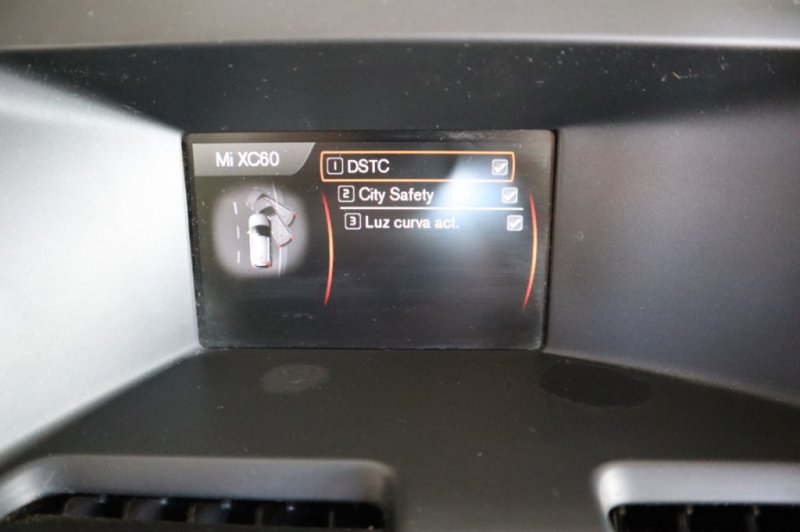 Mi XC60
1 DSTC
2 City Safety
3 Luz curva act.